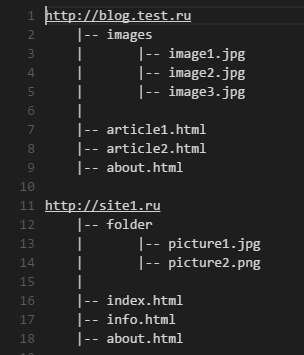 1 http://blog.test.ru
2 |-- images
3 | |-- image1.jpg
4 | |-- image2.jpg
5 | |-- image3.jpg
6 |
7 |-- article1.html
8 |-- article2.html
9 |-- about.html
10
11 http://site1.ru
12 |-- folder
13 | |-- picture1.jpg
14 | |-- picture2.png
15 |
16 |-- index.html
17 |-- info.html
18 |-- about.html